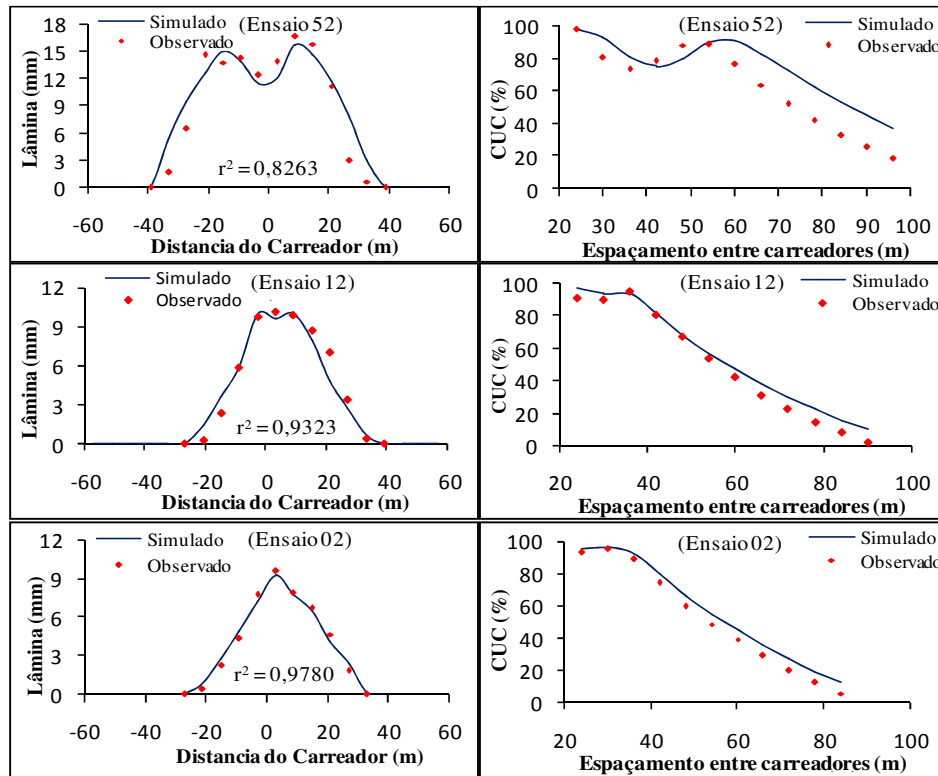 Simulado
Observado
(Ensaio 52)
18
15
12
9
6
3
0
Lâmina (mm)
r² = 0,8263
-60 -40 -20 0 20 40 60
Distancia do Carreador (m)
(Ensaio 52)
Simulado
Observado
100
80
60
40
20
0
CUC (%)
20 30 40 50 60 70 80 90 100
Espaçamento entre carreadores (m)
Simulado
(Ensaio 12)
Observado
12
9
6
3
0
Lâmina (mm)
r² = 0,9323
-60 -40 -20 0 20 40 60
Distancia do Carreador (m)
(Ensaio 12)
Simulado
Observado
100
80
60
40
20
0
CUC (%)
20 40 60 80 100
Espaçamento entre carreadores (m)
Simulado
(Ensaio 02)
Observado
12
9
6
3
0
Lâmina (mm)
r² = 0,9780
-60 -40 -20 0 20 40 60
Distancia do Carreador (m)
(Ensaio 02)
Simulado
Observado
100
80
60
40
20
0
CUC (%)
20 40 60 80 100
Espaçamento entre carreadores (m)